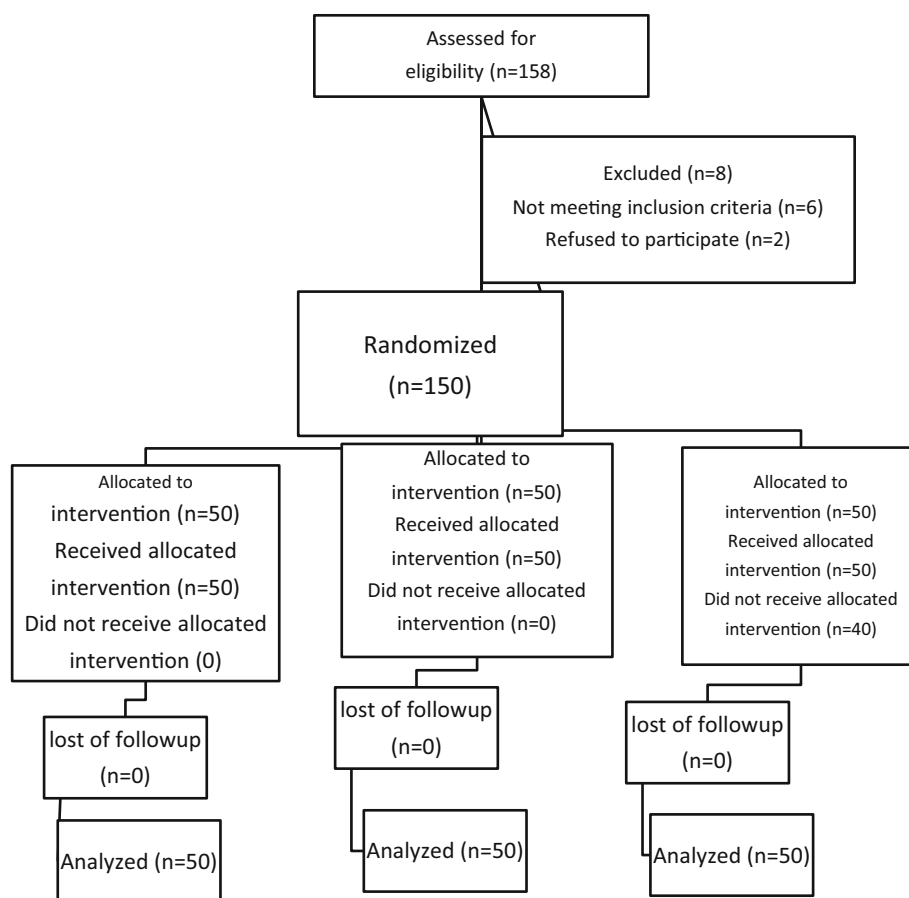 Assessed for
eligibility (n=158)
Excluded (n=8)
Not meeting inclusion criteria (n=6)
Refused to participate (n=2)
Randomized
(n=150)
Allocated to
intervention (n=50)
Received allocated
intervention (n=50)
Did not receive allocated
intervention (0)
Allocated to
intervention (n=50)
Received allocated
intervention (n=50)
Did not receive allocated
intervention (n=0)
Allocated to
intervention (n=50)
Received allocated
intervention (n=50)
Did not receive allocated
intervention (n=40)
lost of followup
(n=0)
lost of followup
(n=0)
lost of followup
(n=0)
Analyzed (n=50)
Analyzed (n=50)
Analyzed (n=50)